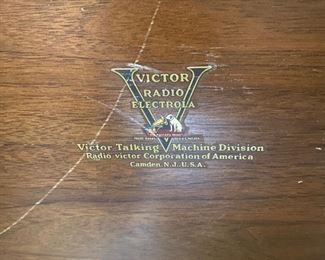 VICTOR
RADIO
ELECTROLA
Victor Talking Machine Division
Radio-Victor Corporation of America
Camden, N.J., U.S.A.